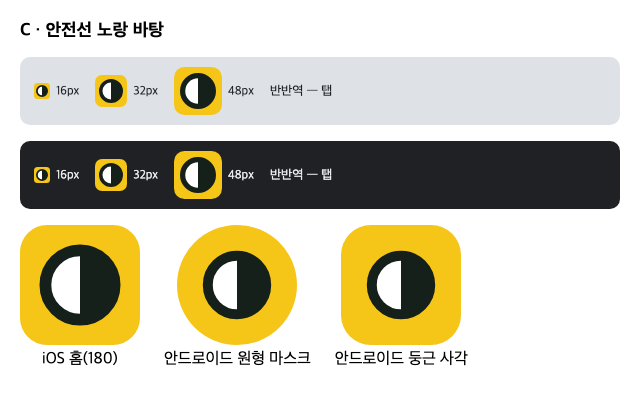 C · 안전선 노랑 바탕
16px 32px 48px 반반역 — 탭
16px 32px 48px 반반역 — 탭
iOS 홈(180) 안드로이드 원형 마스크 안드로이드 둥근 사각